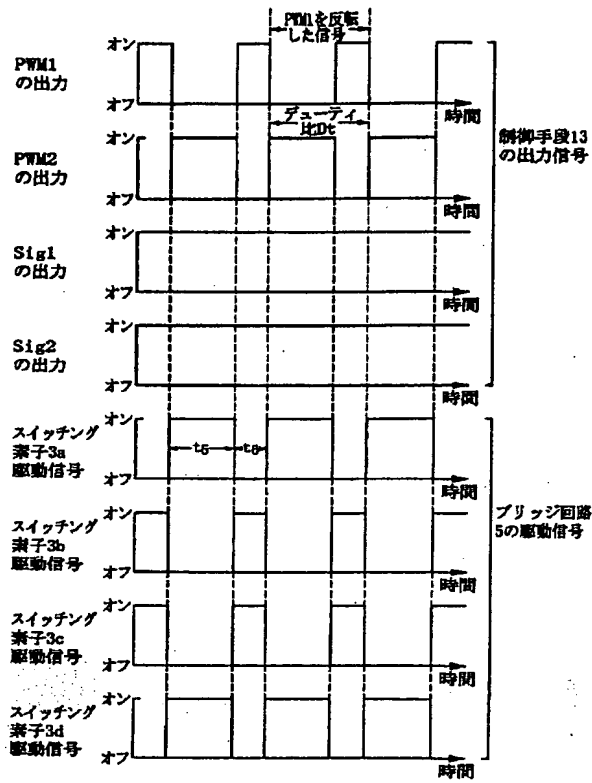 PWM1を反転
した信号
オン
PWM1
の出力
オフ
時間
デューティ
比Dt
オン
PWM2
の出力
オフ
時間
制御手段13
の出力信号
オン
Sig1
の出力
オフ
時間
オン
Sig2
の出力
オフ
時間
オン
スイッチング
素子3a
駆動信号
t5
t6
オフ
時間
オン
スイッチング
素子3b
駆動信号
オフ
時間
ブリッジ回路
5の駆動信号
オン
スイッチング
素子3c
駆動信号
オフ
時間
オン
スイッチング
素子3d
駆動信号
オフ
時間